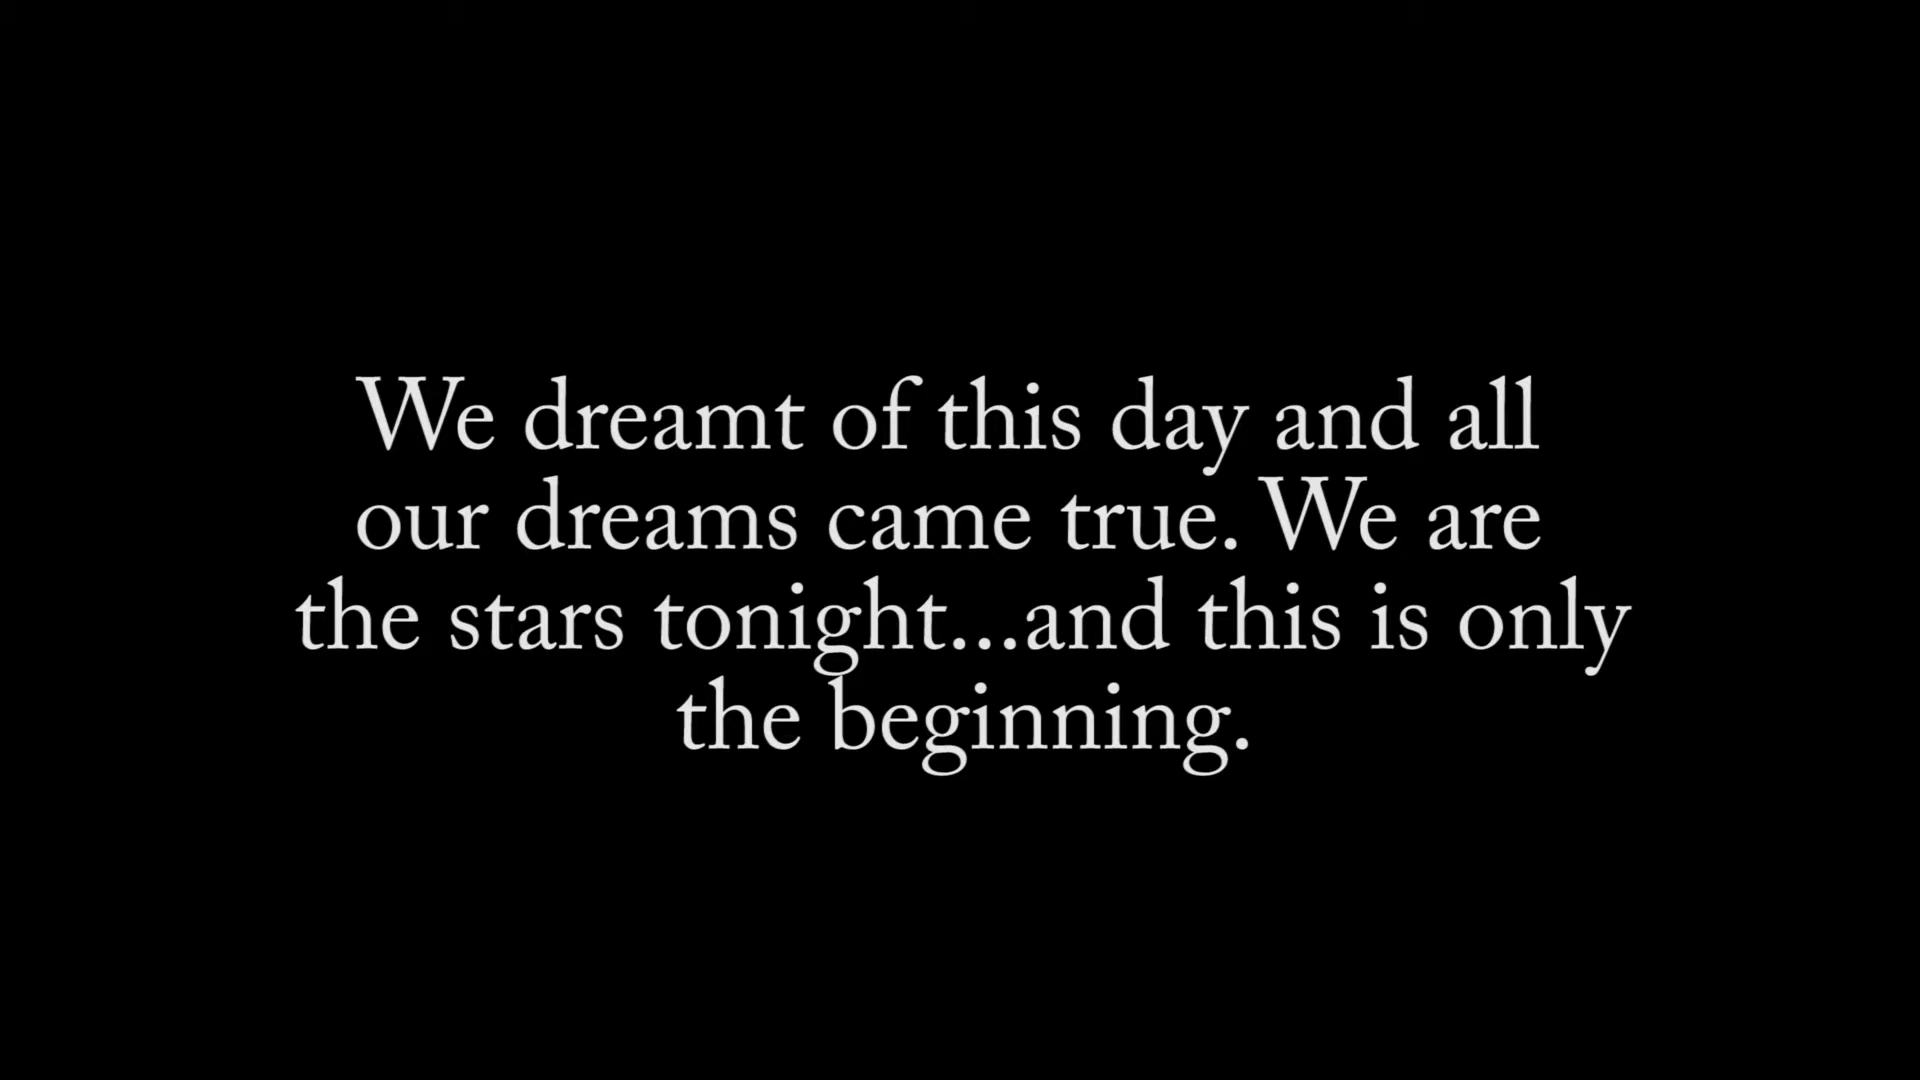 We dreamt of this day and all
our dreams came true. We are
the stars tonight...and this is only
the beginning.